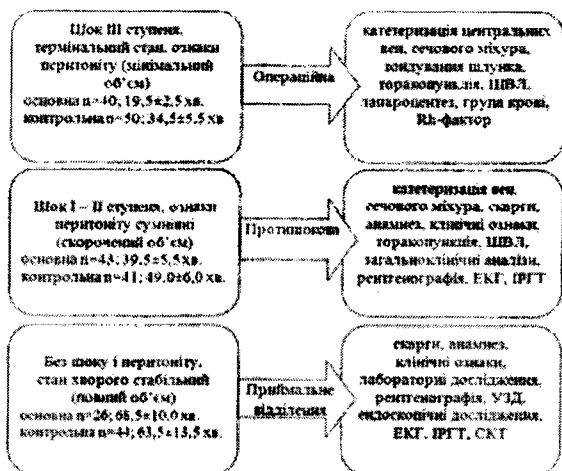 Шок III ступеня,
термінальний стан, ознаки
перитоніту (мінімальний
об'єм)
основна n=40; 19,5±2,5 хв.
контрольна n=50; 34,5±5,5 хв.
Операційна
катетеризація центральних
вен, сечового міхура,
зондування шлунка,
торакопункція, ШВЛ,
лапароцентез, група крові,
Rh-фактор
Шок I – II ступеня, ознаки
перитоніту сумнівні
(скорочений об'єм)
основна n=43; 39,5±5,5 хв.
контрольна n=41; 49,0±6,0 хв.
Протишокова
катетеризація вен,
сечового міхура, скарги,
анамнез, клінічні ознаки,
торакопункція, ШВЛ,
загальноклінічні аналізи,
рентгенографія, ЕКГ, ІРГТ
Без шоку і перитоніту,
стан хворого стабільний
(повний об'єм)
основна n=26; 68,5±10,0 хв.
контрольна n=44; 63,5±13,5 хв.
Приймальне
відділення
скарги, анамнез,
клінічні ознаки,
лабораторні дослідження,
рентгенографія, УЗД,
ендоскопічні дослідження,
ЕКГ, ІРГТ, СКТ